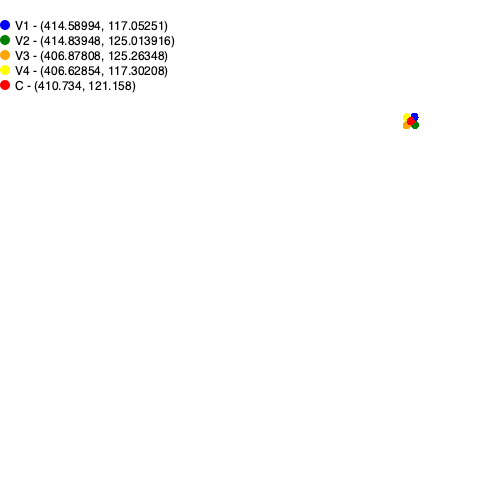 V1 - (414.58994, 117.05251)
V2 - (414.83948, 125.013916)
V3 - (406.87808, 125.26348)
V4 - (406.62854, 117.30208)
C - (410.734, 121.158)